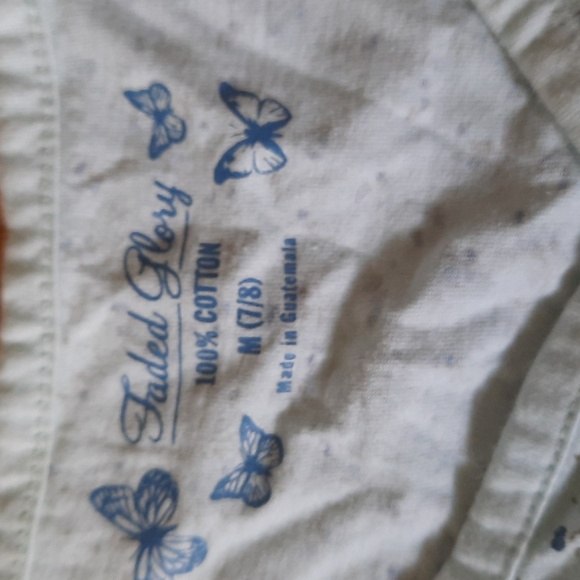 Faded Glory
100% COTTON
M (7/8)
Made in Guatemala